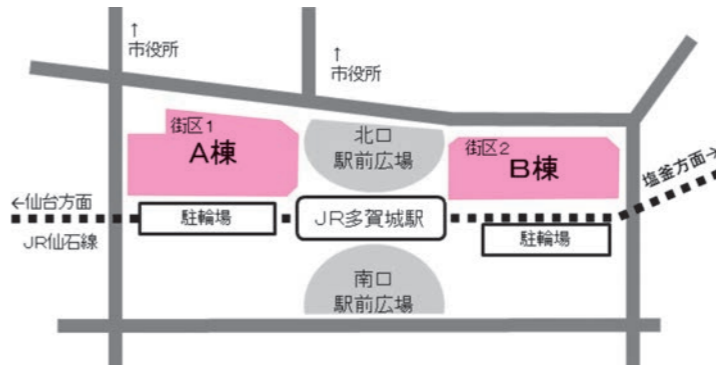 ↑
市役所
↑
市役所
街区1
A棟
北口
駅前広場
街区2
B棟
塩釜方面→
←仙台方面
駐輪場
JR多賀城駅
JR仙石線
駐輪場
南口
駅前広場